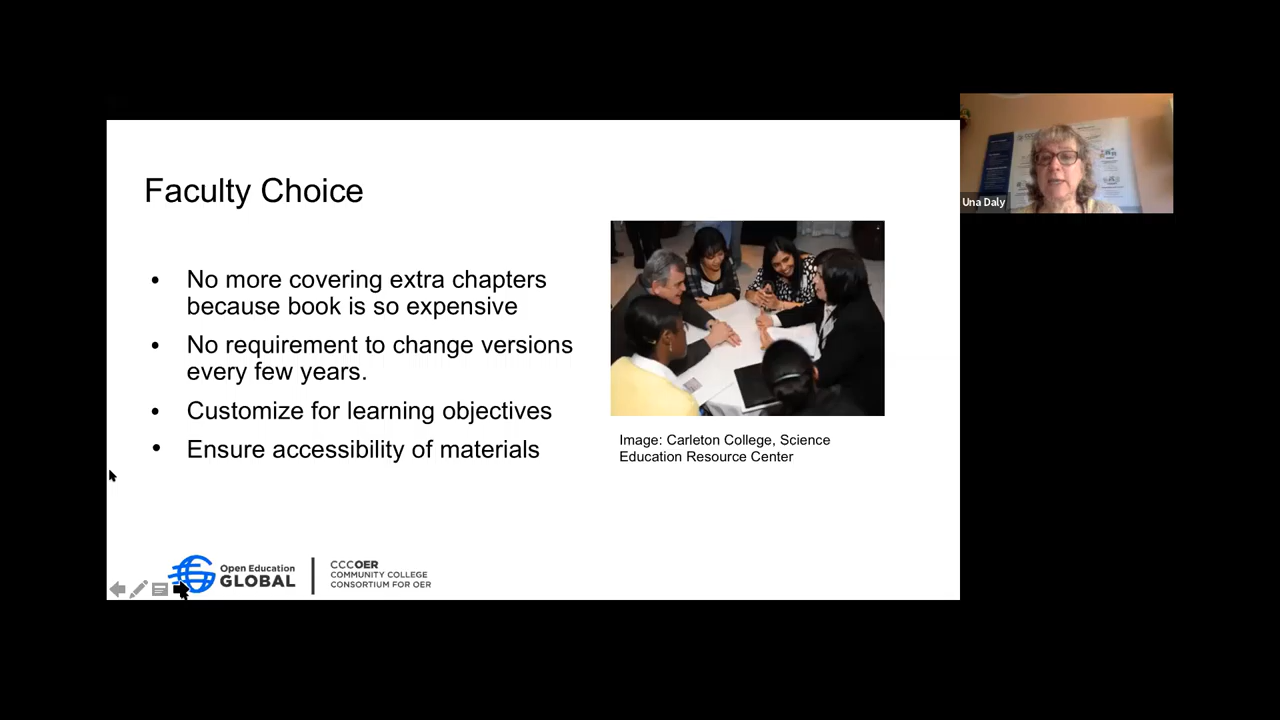 Faculty Choice
• No more covering extra chapters
because book is so expensive
• No requirement to change versions
every few years.
• Customize for learning objectives
• Ensure accessibility of materials
Image: Carleton College, Science
Education Resource Center
Open Education
GLOBAL
CCCOER
COMMUNITY COLLEGE
CONSORTIUM FOR OER
Una Daly